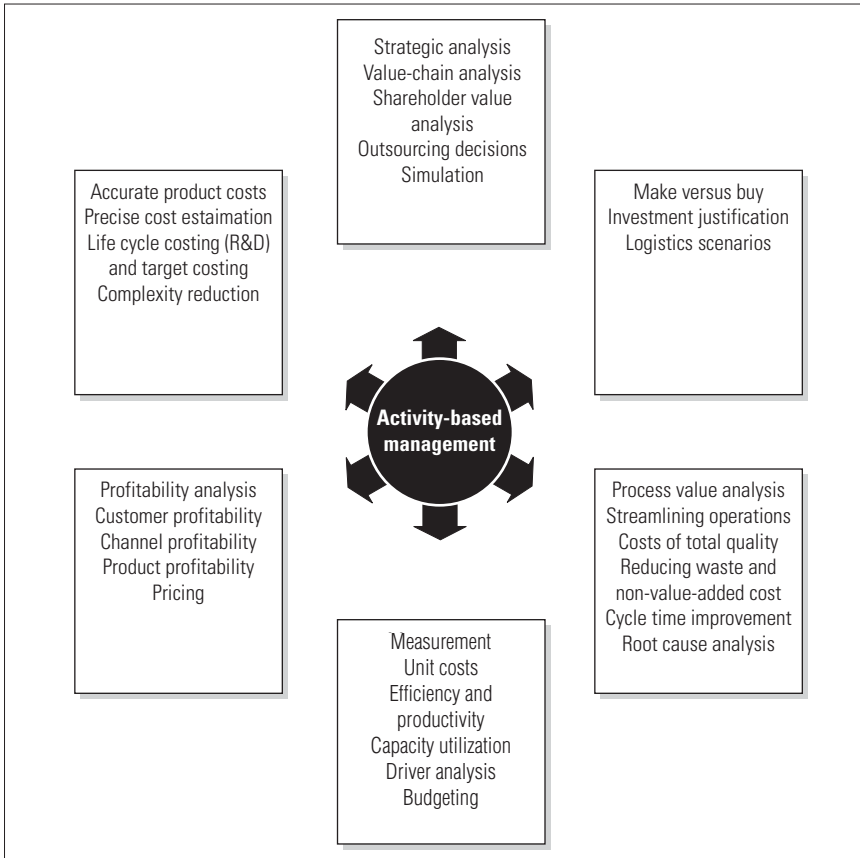 Strategic analysis
Value-chain analysis
Shareholder value
analysis
Outsourcing decisions
Simulation
Accurate product costs
Precise cost estaimation
Life cycle costing (R&D)
and target costing
Complexity reduction
Make versus buy
Investment justification
Logistics scenarios
Activity-based
management
Profitability analysis
Customer profitability
Channel profitability
Product profitability
Pricing
Process value analysis
Streamlining operations
Costs of total quality
Reducing waste and
non-value-added cost
Cycle time improvement
Root cause analysis
Measurement
Unit costs
Efficiency and
productivity
Capacity utilization
Driver analysis
Budgeting